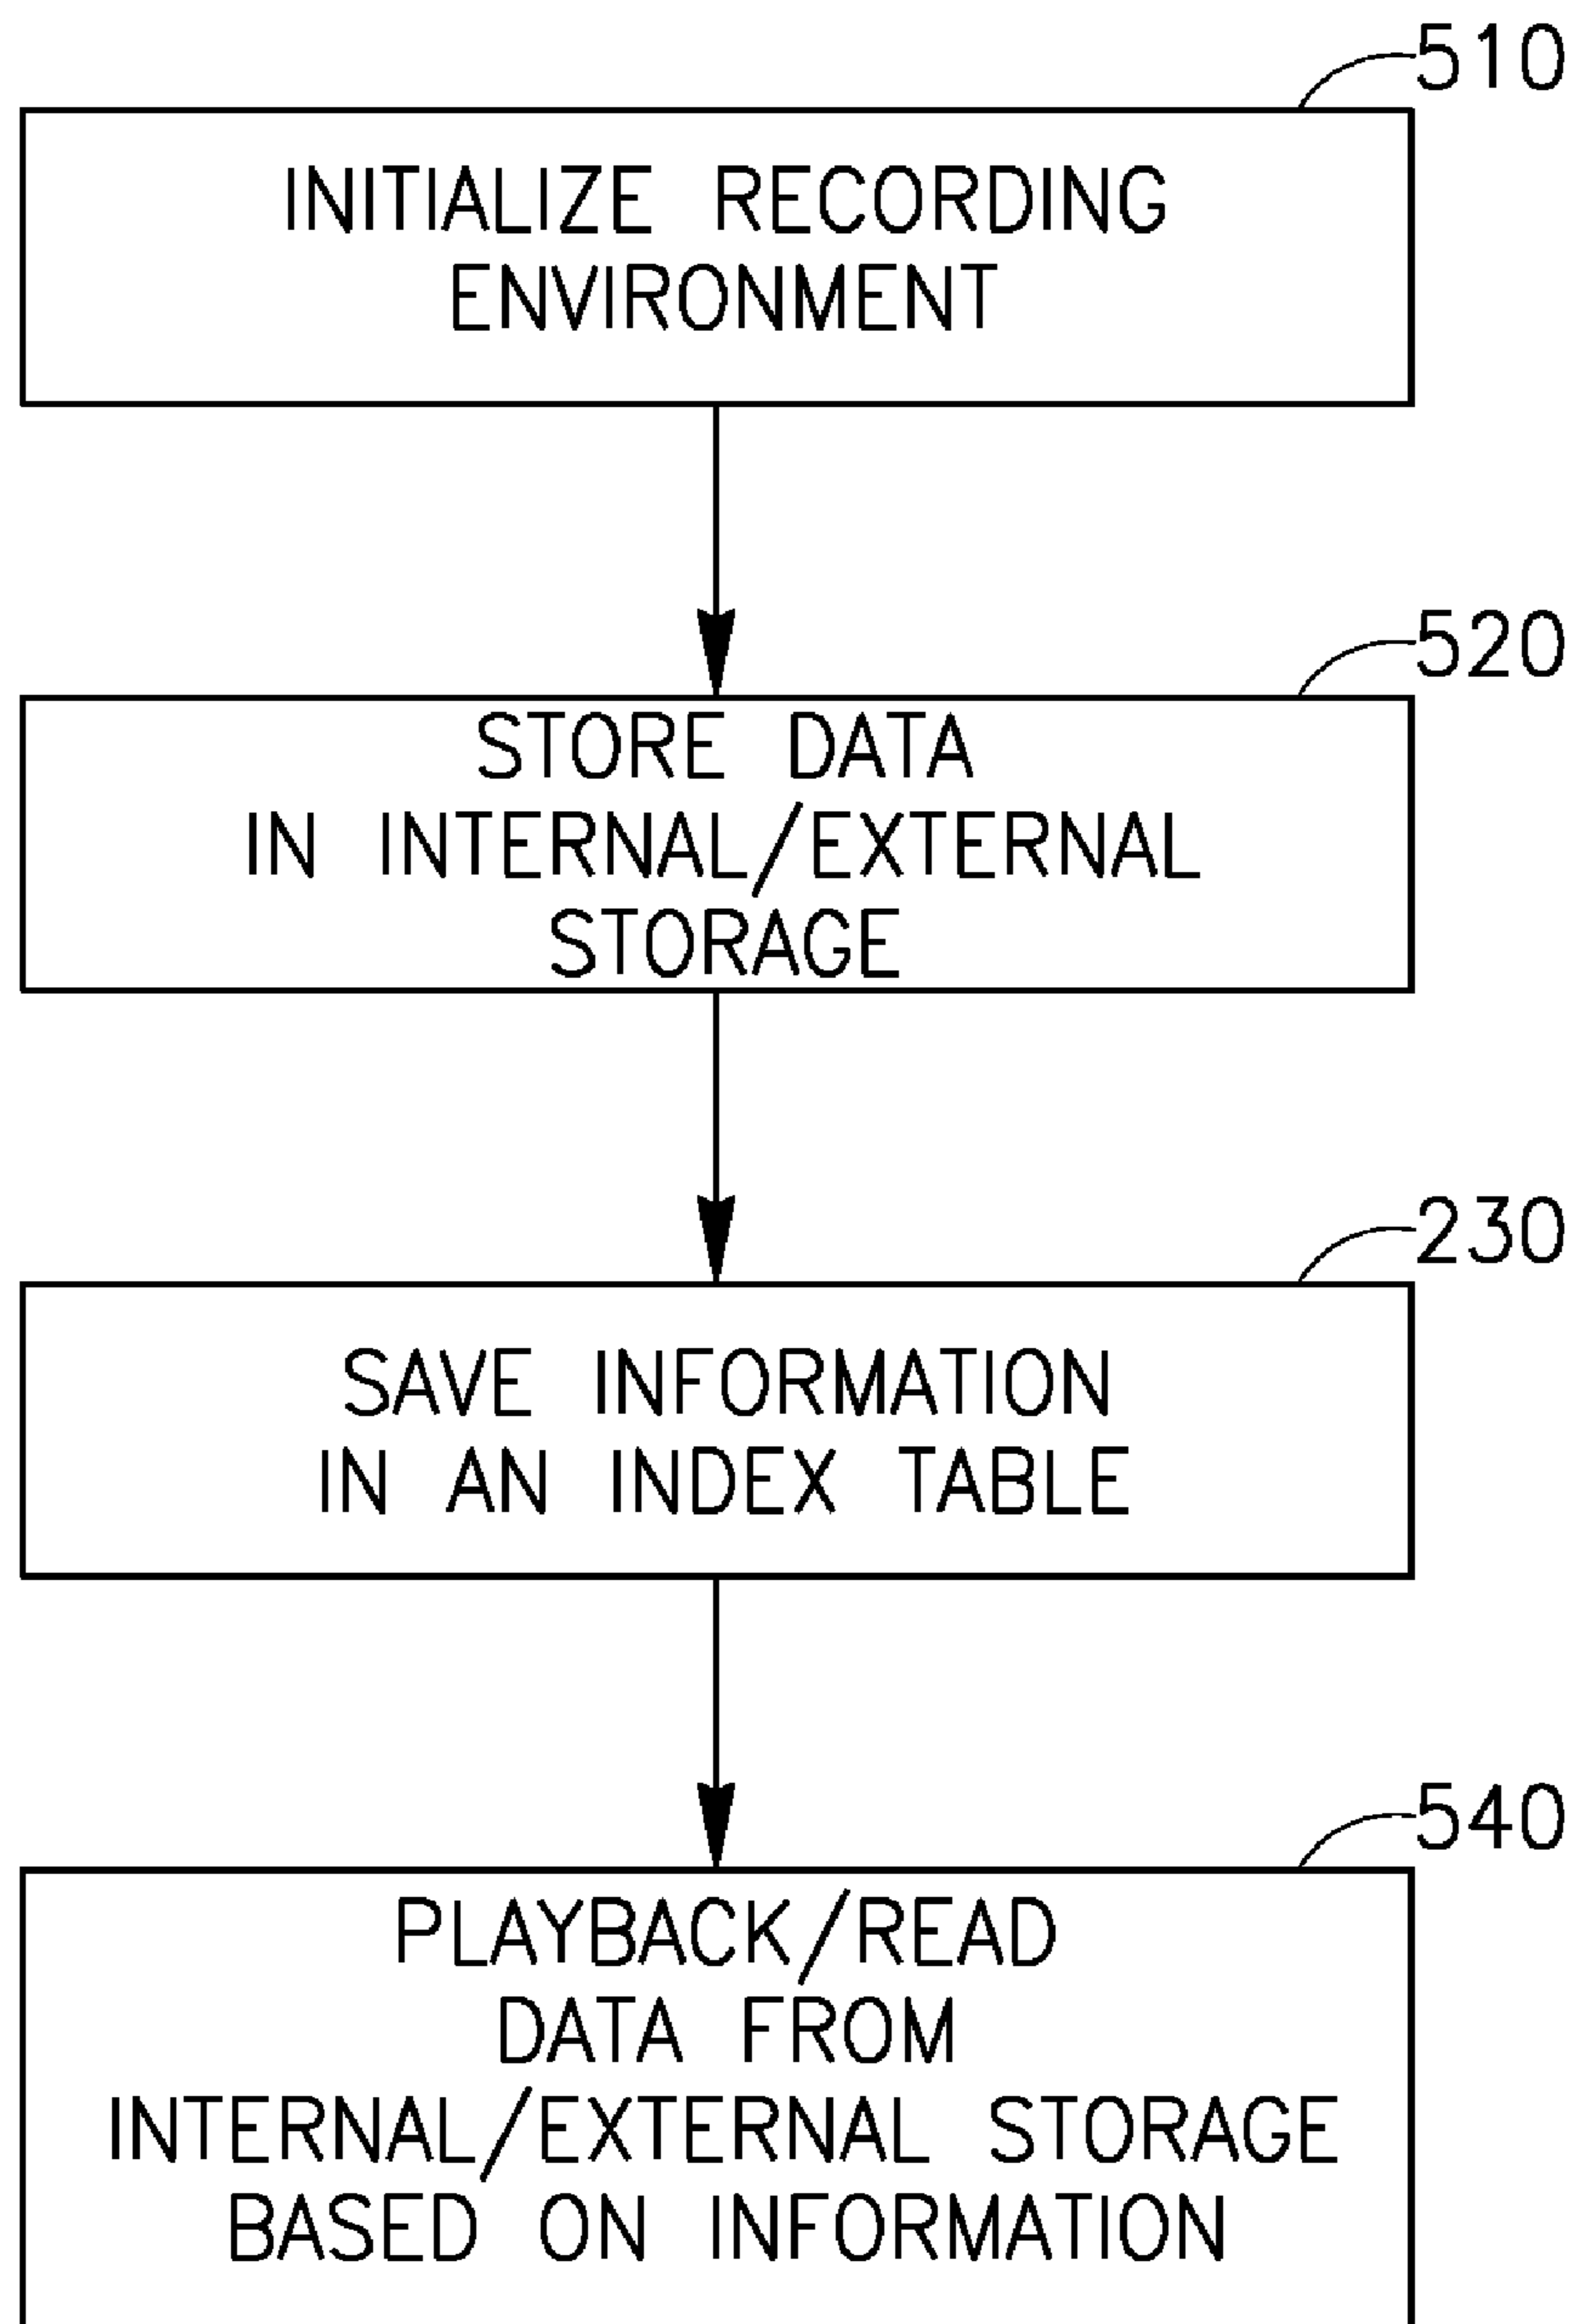 510
INITIALIZE RECORDING
ENVIRONMENT
520
STORE DATA
IN INTERNAL/EXTERNAL
STORAGE
230
SAVE INFORMATION
IN AN INDEX TABLE
540
PLAYBACK/READ
DATA FROM
INTERNAL/EXTERNAL STORAGE
BASED ON INFORMATION